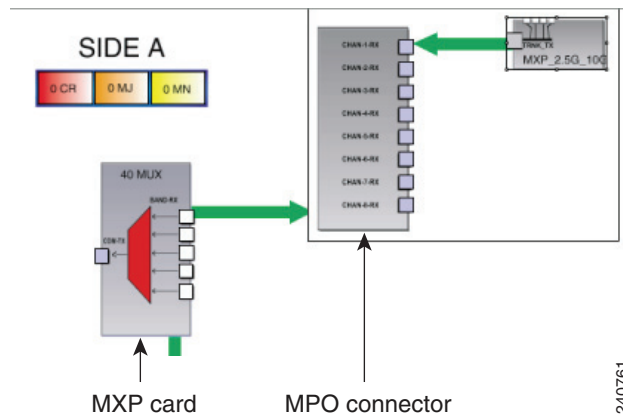 SIDE A
0 CR 0 MJ 0 MN
CHAN-1-RX
CHAN-2-RX
CHAN-3-RX
CHAN-4-RX
CHAN-5-RX
CHAN-6-RX
CHAN-7-RX
CHAN-8-RX
TRNK_TX
MXP_2.5G_10G
40 MUX
BAND-RX
COM-TX
MXP card
MPO connector
240761